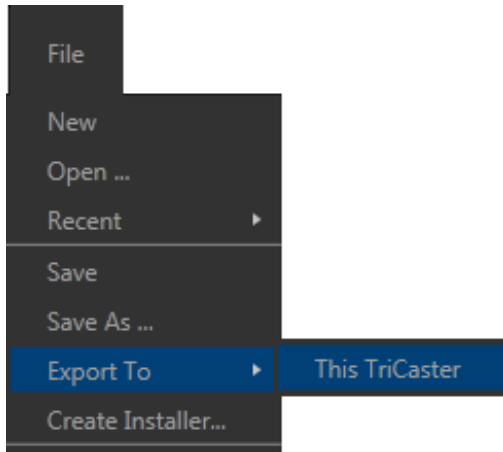 File
New
Open ...
Recent
Save
Save As ...
Export To
This TriCaster
Create Installer...